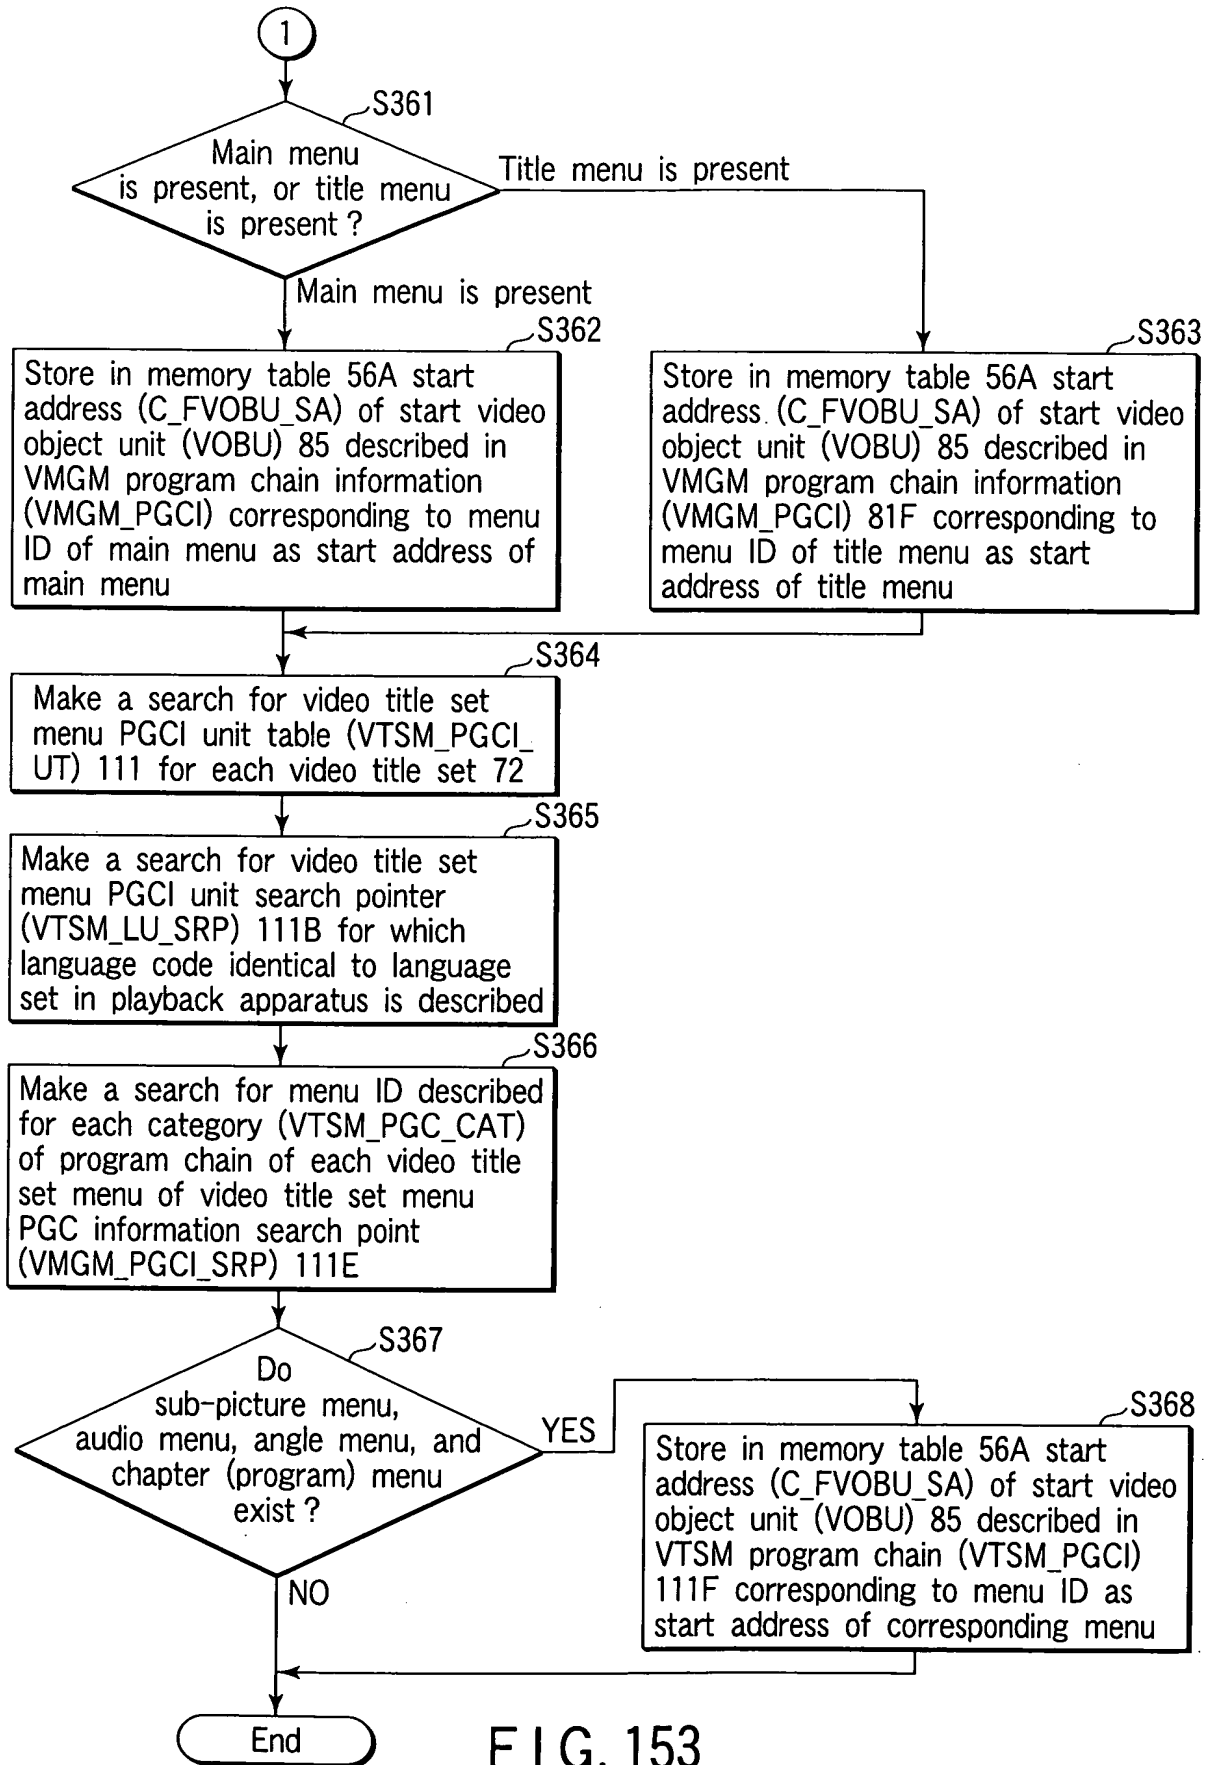 1
S361
Main menu
is present, or title menu
is present ?
Title menu is present
Main menu is present
S362
Store in memory table 56A start
address (C_FVOBU_SA) of start video
object unit (VOBU) 85 described in
VMGM program chain information
(VMGM_PGCI) corresponding to menu
ID of main menu as start address of
main menu
S363
Store in memory table 56A start
address (C_FVOBU_SA) of start video
object unit (VOBU) 85 described in
VMGM program chain information
(VMGM_PGCI) 81F corresponding to
menu ID of title menu as start
address of title menu
S364
Make a search for video title set
menu PGCI unit table (VTSM_PGCI_
UT) 111 for each video title set 72
S365
Make a search for video title set
menu PGCI unit search pointer
(VTSM_LU_SRP) 111B for which
language code identical to language
set in playback apparatus is described
S366
Make a search for menu ID described
for each category (VTSM_PGC_CAT)
of program chain of each video title
set menu of video title set menu
PGC information search point
(VMGM_PGCI_SRP) 111E
S367
Do
sub-picture menu,
audio menu, angle menu, and
chapter (program) menu
exist ?
YES
S368
Store in memory table 56A start
address (C_FVOBU_SA) of start video
object unit (VOBU) 85 described in
VTSM program chain (VTSM_PGCI)
111F corresponding to menu ID as
start address of corresponding menu
NO
End
FIG. 153